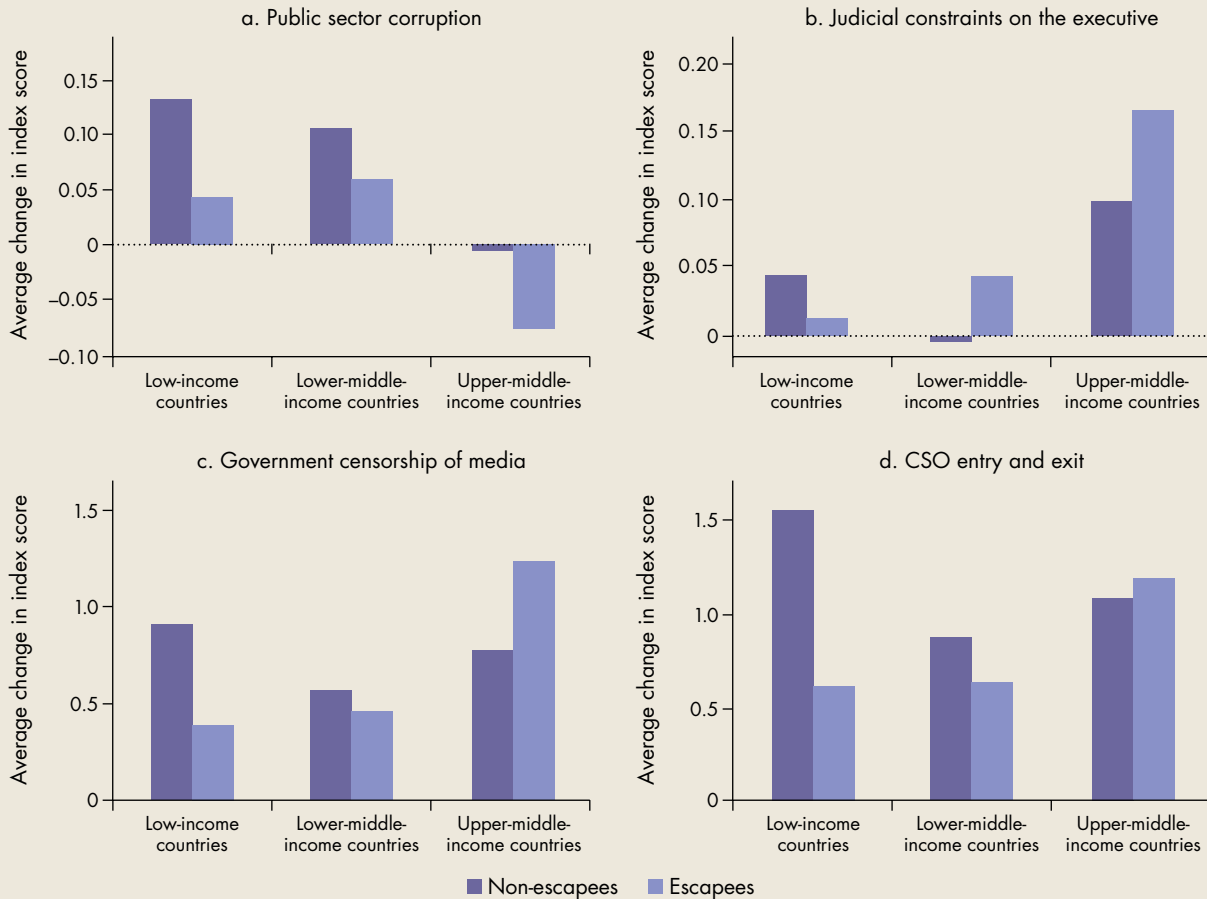 a. Public sector corruption
Average change in index score
0.15
0.10
0.05
0
–0.05
–0.10
Low-income
countries
Lower-middle-
income countries
Upper-middle-
income countries
b. Judicial constraints on the executive
Average change in index score
0.20
0.15
0.10
0.05
0
Low-income
countries
Lower-middle-
income countries
Upper-middle-
income countries
c. Government censorship of media
Average change in index score
1.5
1.0
0.5
0
Low-income
countries
Lower-middle-
income countries
Upper-middle-
income countries
d. CSO entry and exit
Average change in index score
1.5
1.0
0.5
0
Low-income
countries
Lower-middle-
income countries
Upper-middle-
income countries
Non-escapees
Escapees